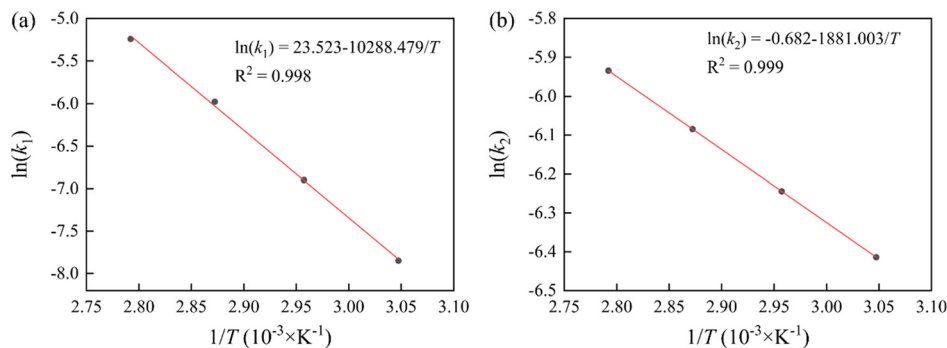 (a)
ln(k₁) = 23.523-10288.479/T
R² = 0.998
ln(k₁)
-5.0
-5.5
-6.0
-6.5
-7.0
-7.5
-8.0
2.75 2.80 2.85 2.90 2.95 3.00 3.05 3.10
1/T (10⁻³×K⁻¹)
(b)
ln(k₂) = -0.682-1881.003/T
R² = 0.999
ln(k₂)
-5.8
-5.9
-6.0
-6.1
-6.2
-6.3
-6.4
-6.5
2.75 2.80 2.85 2.90 2.95 3.00 3.05 3.10
1/T (10⁻³×K⁻¹)